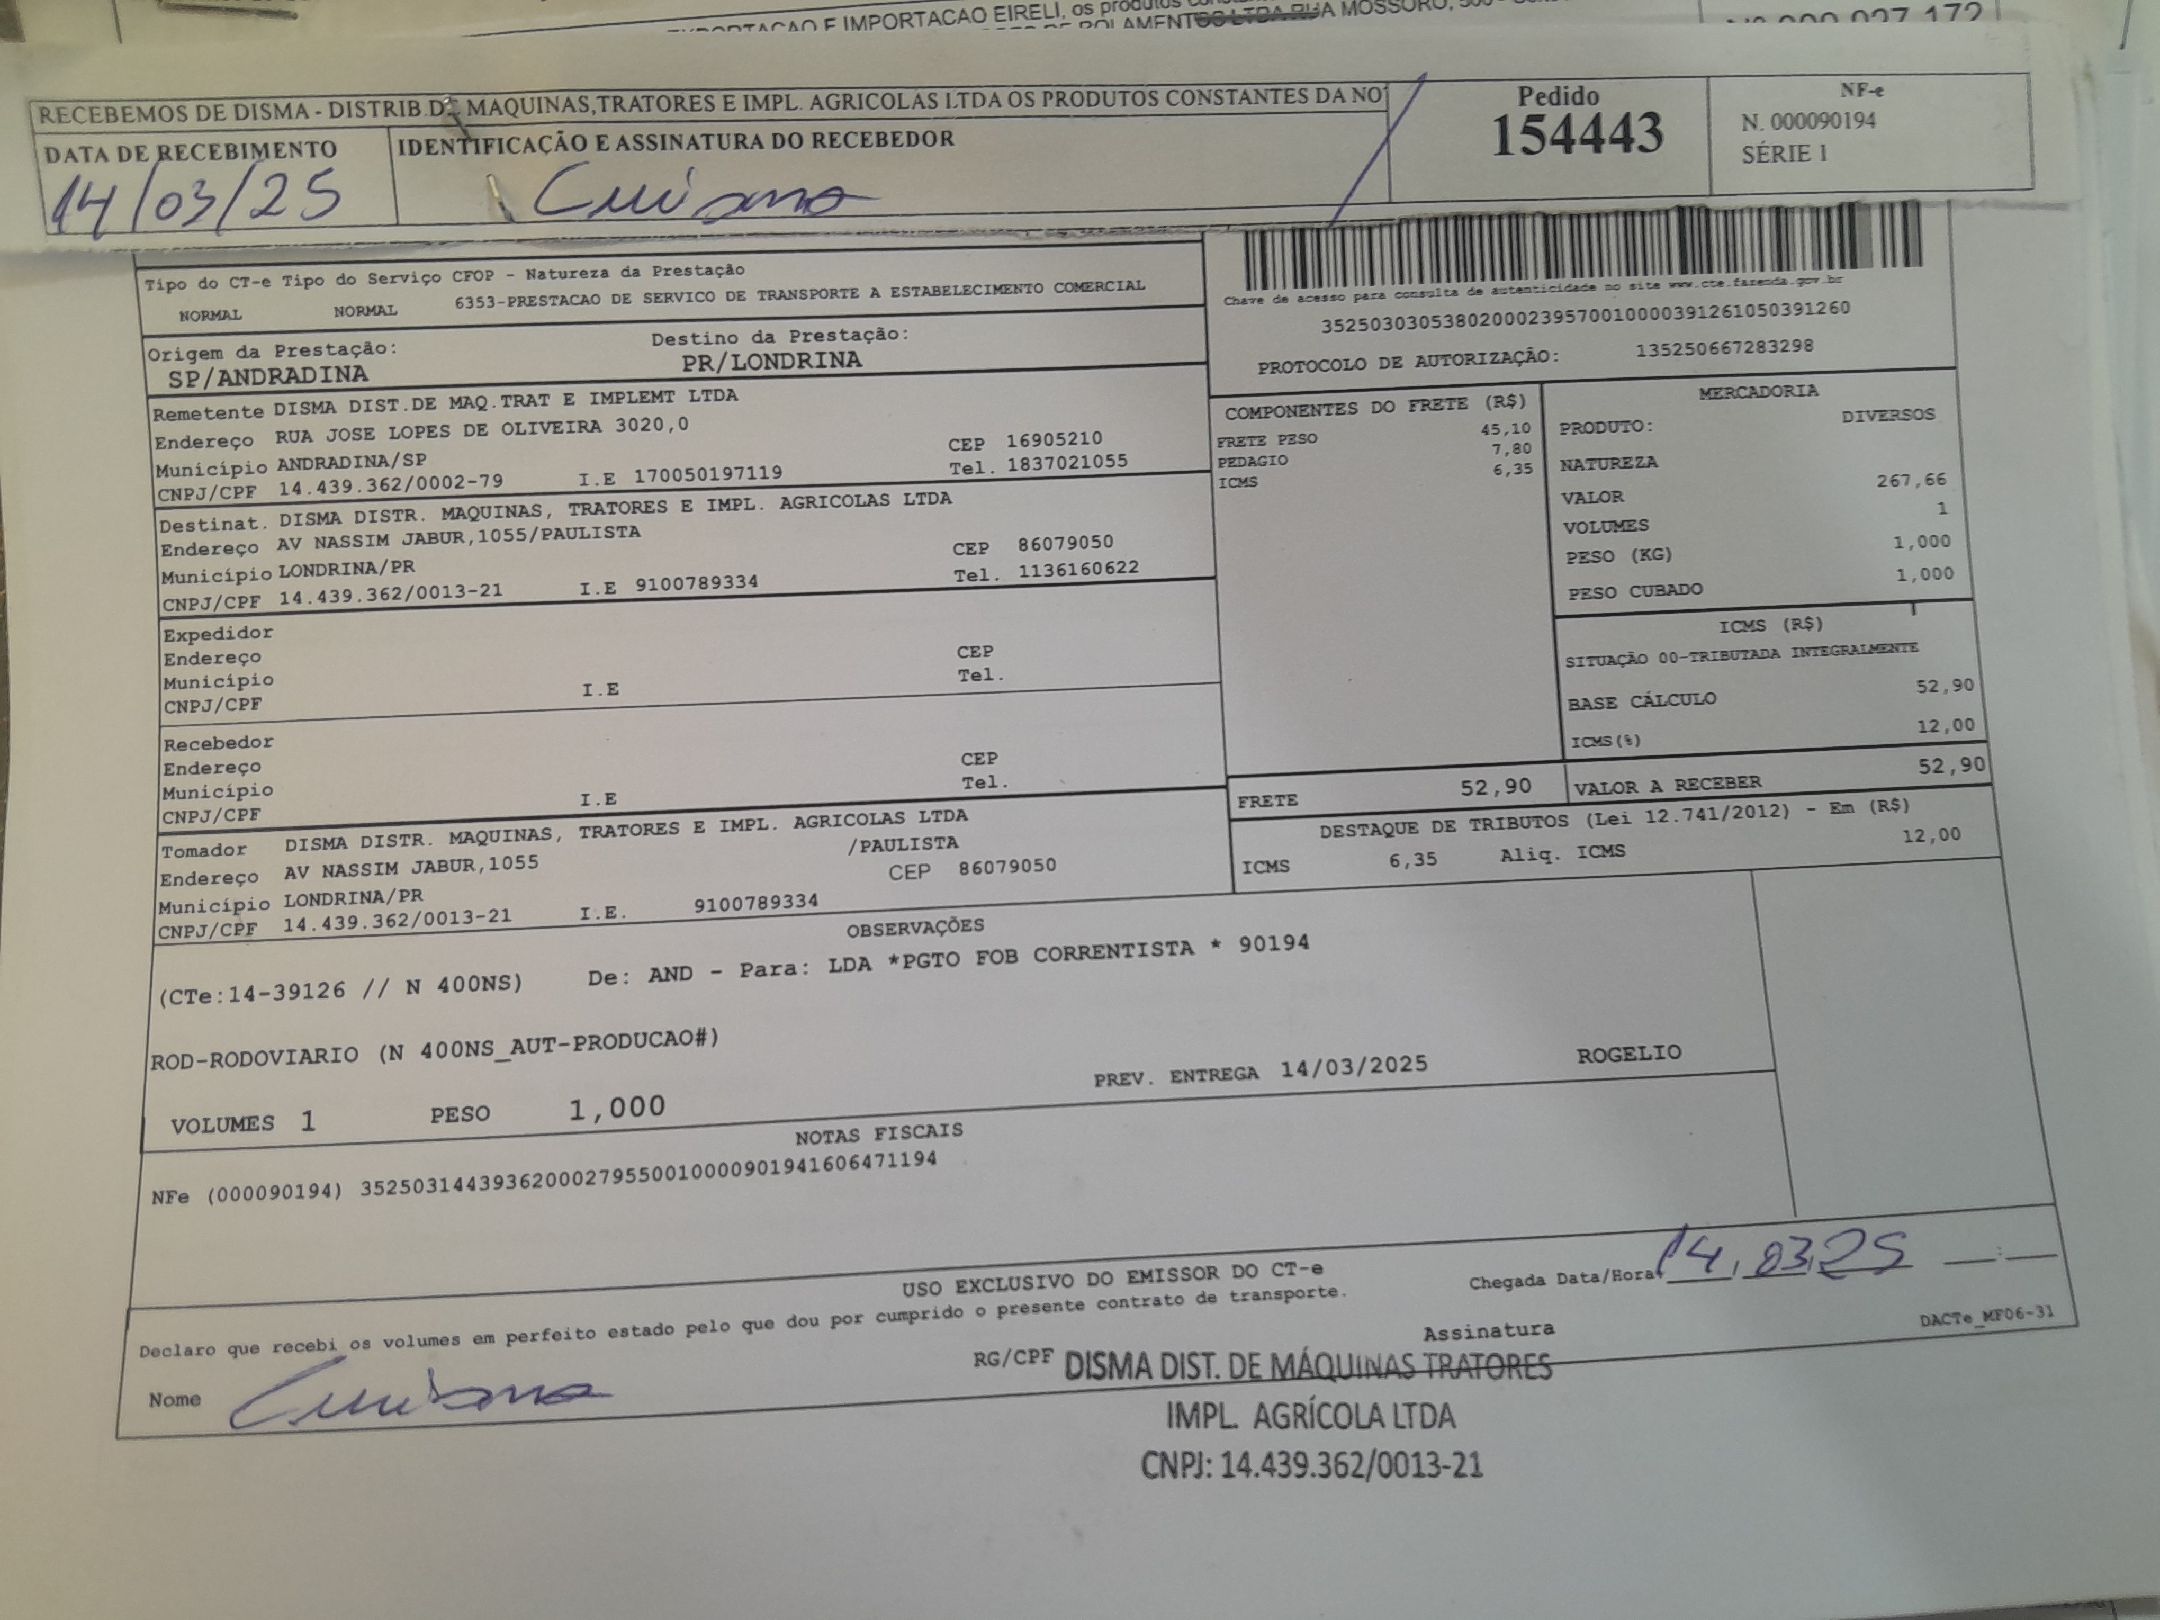 EXPORTACAO E IMPORTACAO EIRELI, os produtos
RUA MOSSORO, 500
RECEBEMOS DE DISMA - DISTRIB DE MAQUINAS,TRATORES E IMPL. AGRICOLAS LTDA OS PRODUTOS CONSTANTES DA NO
Pedido
154443
NF-e
N. 000090194
SÉRIE 1
DATA DE RECEBIMENTO
14/03/25
IDENTIFICAÇÃO E ASSINATURA DO RECEBEDOR
Tipo do CT-e Tipo do Serviço CFOP - Natureza da Prestação
NORMAL NORMAL 6353-PRESTACAO DE SERVICO DE TRANSPORTE A ESTABELECIMENTO COMERCIAL
Chave de acesso para consulta de autenticidade no site www.cte.fazenda.gov.br
35250303053802000239570010000391261050391260
PROTOCOLO DE AUTORIZAÇÃO: 135250667283298
Origem da Prestação:
SP/ANDRADINA
Destino da Prestação:
PR/LONDRINA
Remetente DISMA DIST.DE MAQ.TRAT E IMPLEMT LTDA
Endereço RUA JOSE LOPES DE OLIVEIRA 3020,0 CEP 16905210
Município ANDRADINA/SP Tel. 1837021055
CNPJ/CPF 14.439.362/0002-79 I.E 170050197119
Destinat. DISMA DISTR. MAQUINAS, TRATORES E IMPL. AGRICOLAS LTDA
Endereço AV NASSIM JABUR,1055/PAULISTA CEP 86079050
Município LONDRINA/PR Tel. 1136160622
CNPJ/CPF 14.439.362/0013-21 I.E 9100789334
Expedidor
Endereço CEP
Município Tel.
CNPJ/CPF I.E
Recebedor
Endereço CEP
Município Tel.
CNPJ/CPF I.E
Tomador DISMA DISTR. MAQUINAS, TRATORES E IMPL. AGRICOLAS LTDA
Endereço AV NASSIM JABUR,1055 /PAULISTA
CEP 86079050
Município LONDRINA/PR
CNPJ/CPF 14.439.362/0013-21 I.E. 9100789334
COMPONENTES DO FRETE (R$)
FRETE PESO 45,10
PEDAGIO 7,80
ICMS 6,35
MERCADORIA
PRODUTO: DIVERSOS
NATUREZA
VALOR 267,66
VOLUMES 1
PESO (KG) 1,000
PESO CUBADO 1,000
ICMS (R$)
SITUAÇÃO 00-TRIBUTADA INTEGRALMENTE
BASE CÁLCULO 52,90
ICMS(%) 12,00
FRETE 52,90 VALOR A RECEBER 52,90
DESTAQUE DE TRIBUTOS (Lei 12.741/2012) - Em (R$)
ICMS 6,35 Aliq. ICMS 12,00
OBSERVAÇÕES
(CTe:14-39126 // N 400NS) De: AND - Para: LDA *PGTO FOB CORRENTISTA * 90194
ROD-RODOVIARIO (N 400NS_AUT-PRODUCAO#)
VOLUMES 1 PESO 1,000 PREV. ENTREGA 14/03/2025 ROGELIO
NOTAS FISCAIS
NFe (000090194) 35250314439362000279550010000901941606471194
USO EXCLUSIVO DO EMISSOR DO CT-e
Declaro que recebi os volumes em perfeito estado pelo que dou por cumprido o presente contrato de transporte.
Chegada Data/Hora 14.03.25 :
Nome RG/CPF Assinatura DACTe_MF06-31
DISMA DIST. DE MÁQUINAS TRATORES
IMPL. AGRÍCOLA LTDA
CNPJ: 14.439.362/0013-21